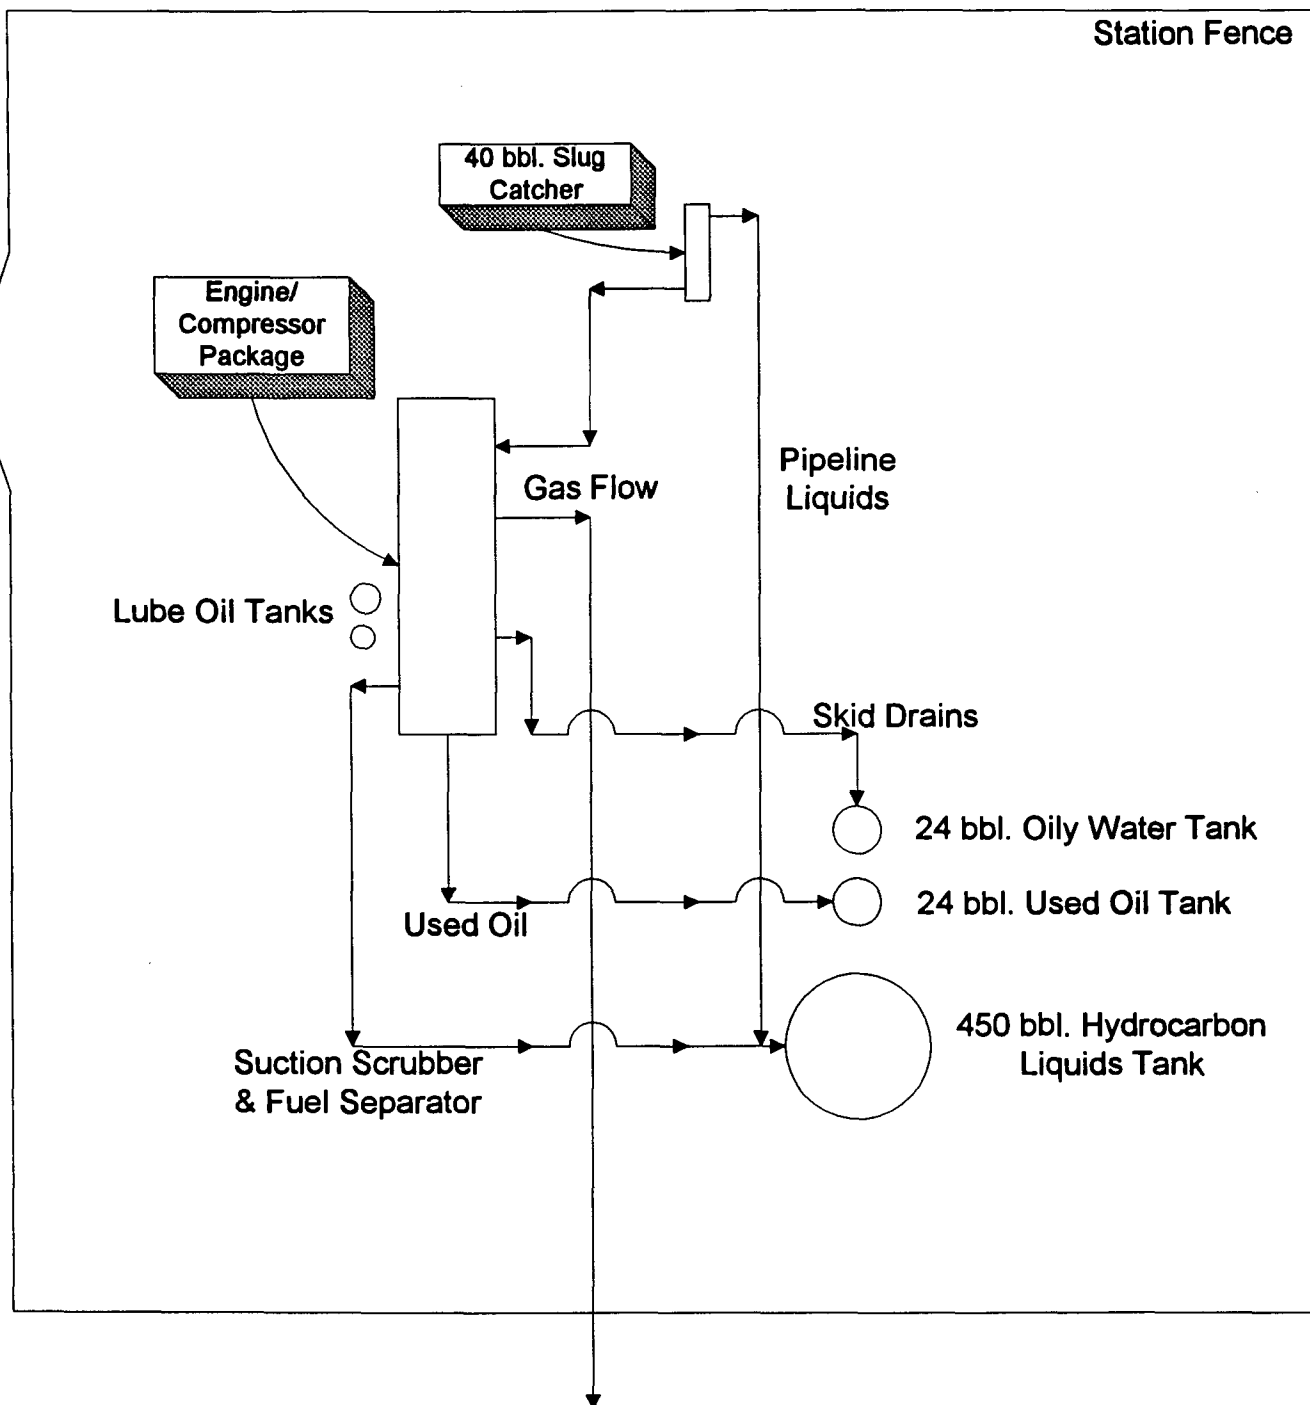 Station Fence
40 bbl. Slug
Catcher
Engine/
Compressor
Package
Pipeline
Liquids
Gas Flow
Lube Oil Tanks
Skid Drains
24 bbl. Oily Water Tank
24 bbl. Used Oil Tank
Used Oil
450 bbl. Hydrocarbon
Liquids Tank
Suction Scrubber
& Fuel Separator